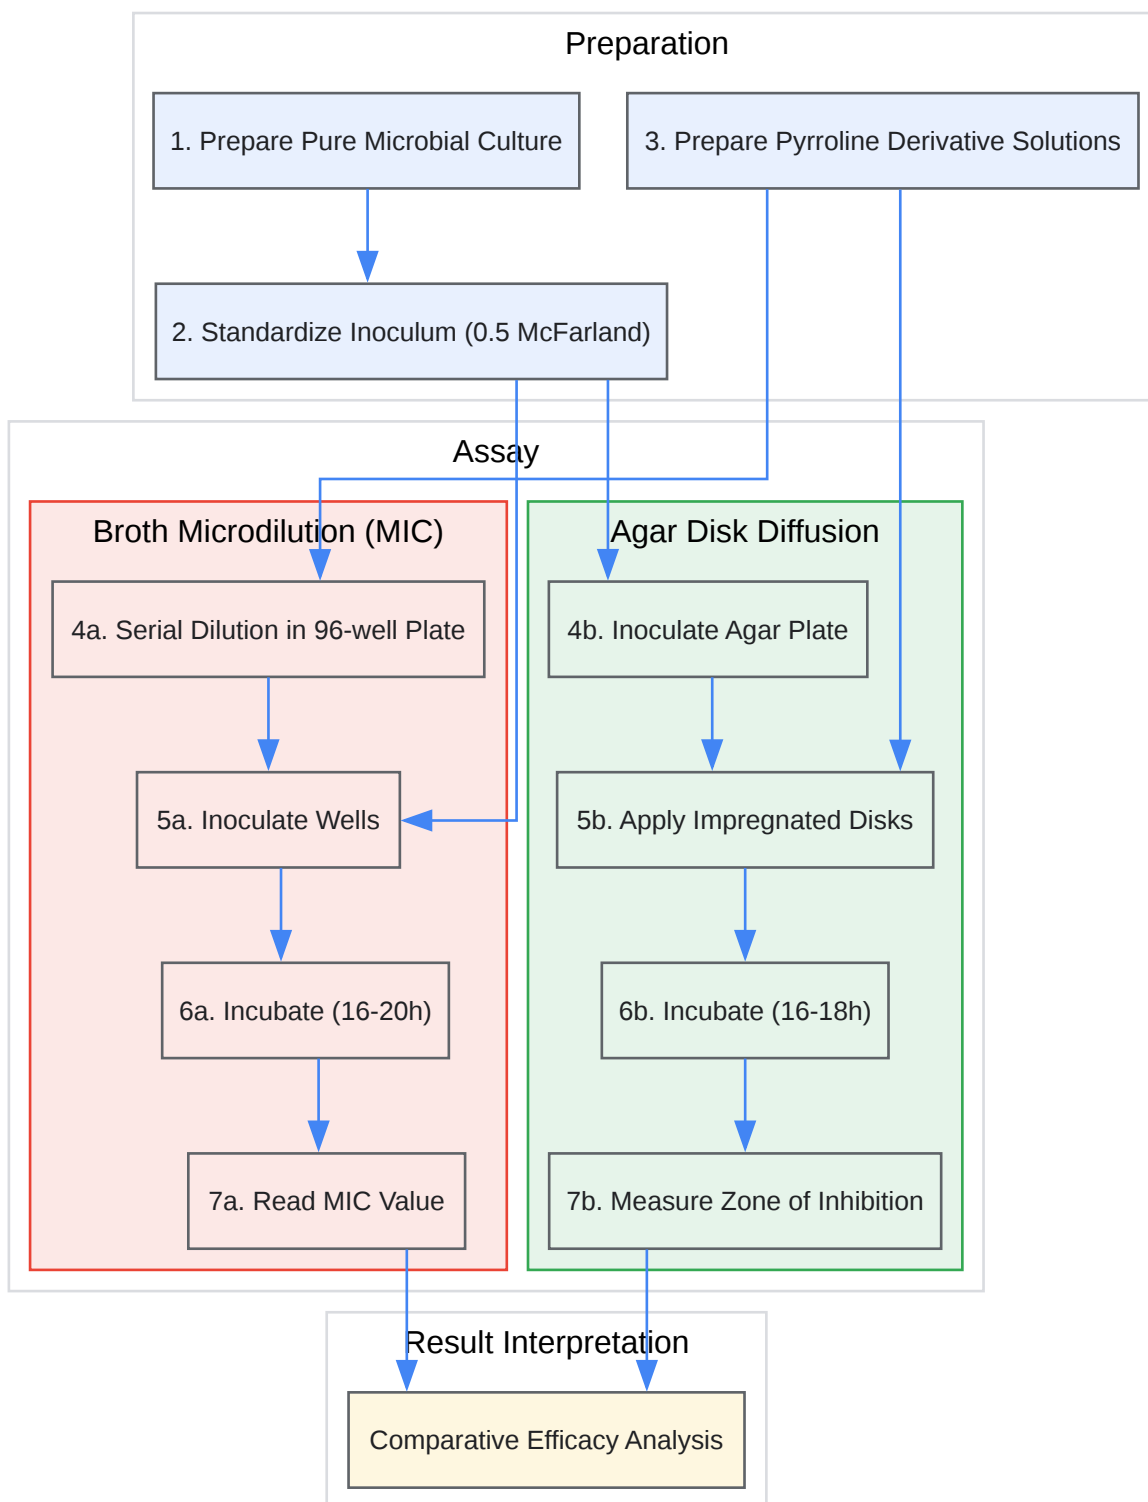 Preparation
1. Prepare Pure Microbial Culture
3. Prepare Pyrroline Derivative Solutions
2. Standardize Inoculum (0.5 McFarland)
Assay
Broth Microdilution (MIC)
Agar Disk Diffusion
4a. Serial Dilution in 96-well Plate
4b. Inoculate Agar Plate
5a. Inoculate Wells
5b. Apply Impregnated Disks
6a. Incubate (16-20h)
6b. Incubate (16-18h)
7a. Read MIC Value
7b. Measure Zone of Inhibition
Result Interpretation
Comparative Efficacy Analysis